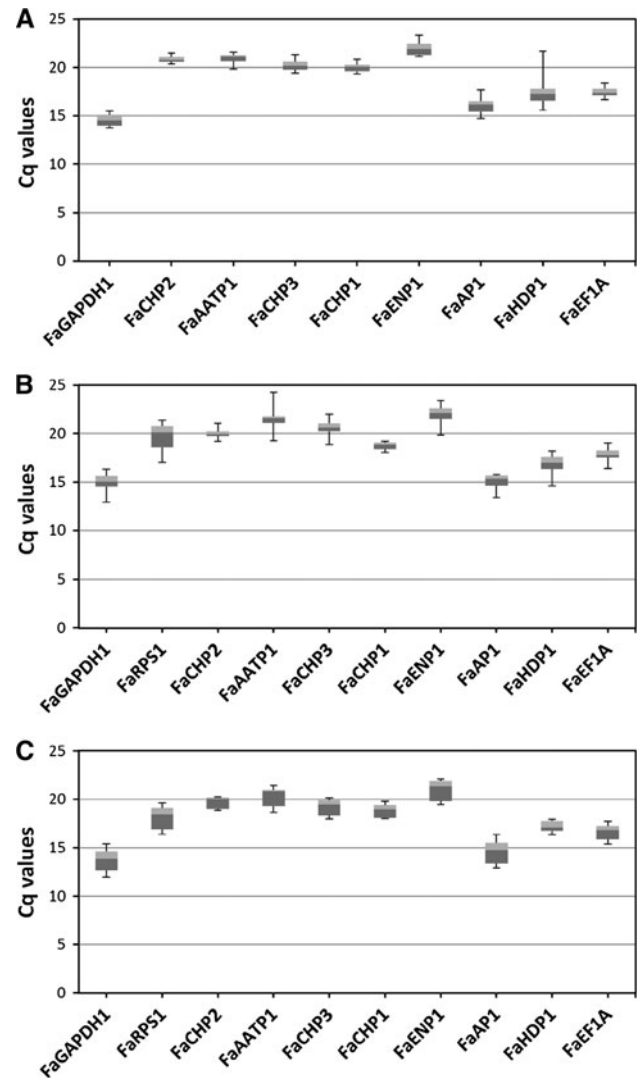 A
Cq values
25
20
15
10
5
0
FaGAPDH1
FaCHP2
FaAATP1
FaCHP3
FaCHP1
FaENP1
FaAP1
FaHDP1
FaEF1A
B
Cq values
25
20
15
10
5
0
FaGAPDH1
FaRPS1
FaCHP2
FaAATP1
FaCHP3
FaCHP1
FaENP1
FaAP1
FaHDP1
FaEF1A
C
Cq values
25
20
15
10
5
0
FaGAPDH1
FaRPS1
FaCHP2
FaAATP1
FaCHP3
FaCHP1
FaENP1
FaAP1
FaHDP1
FaEF1A